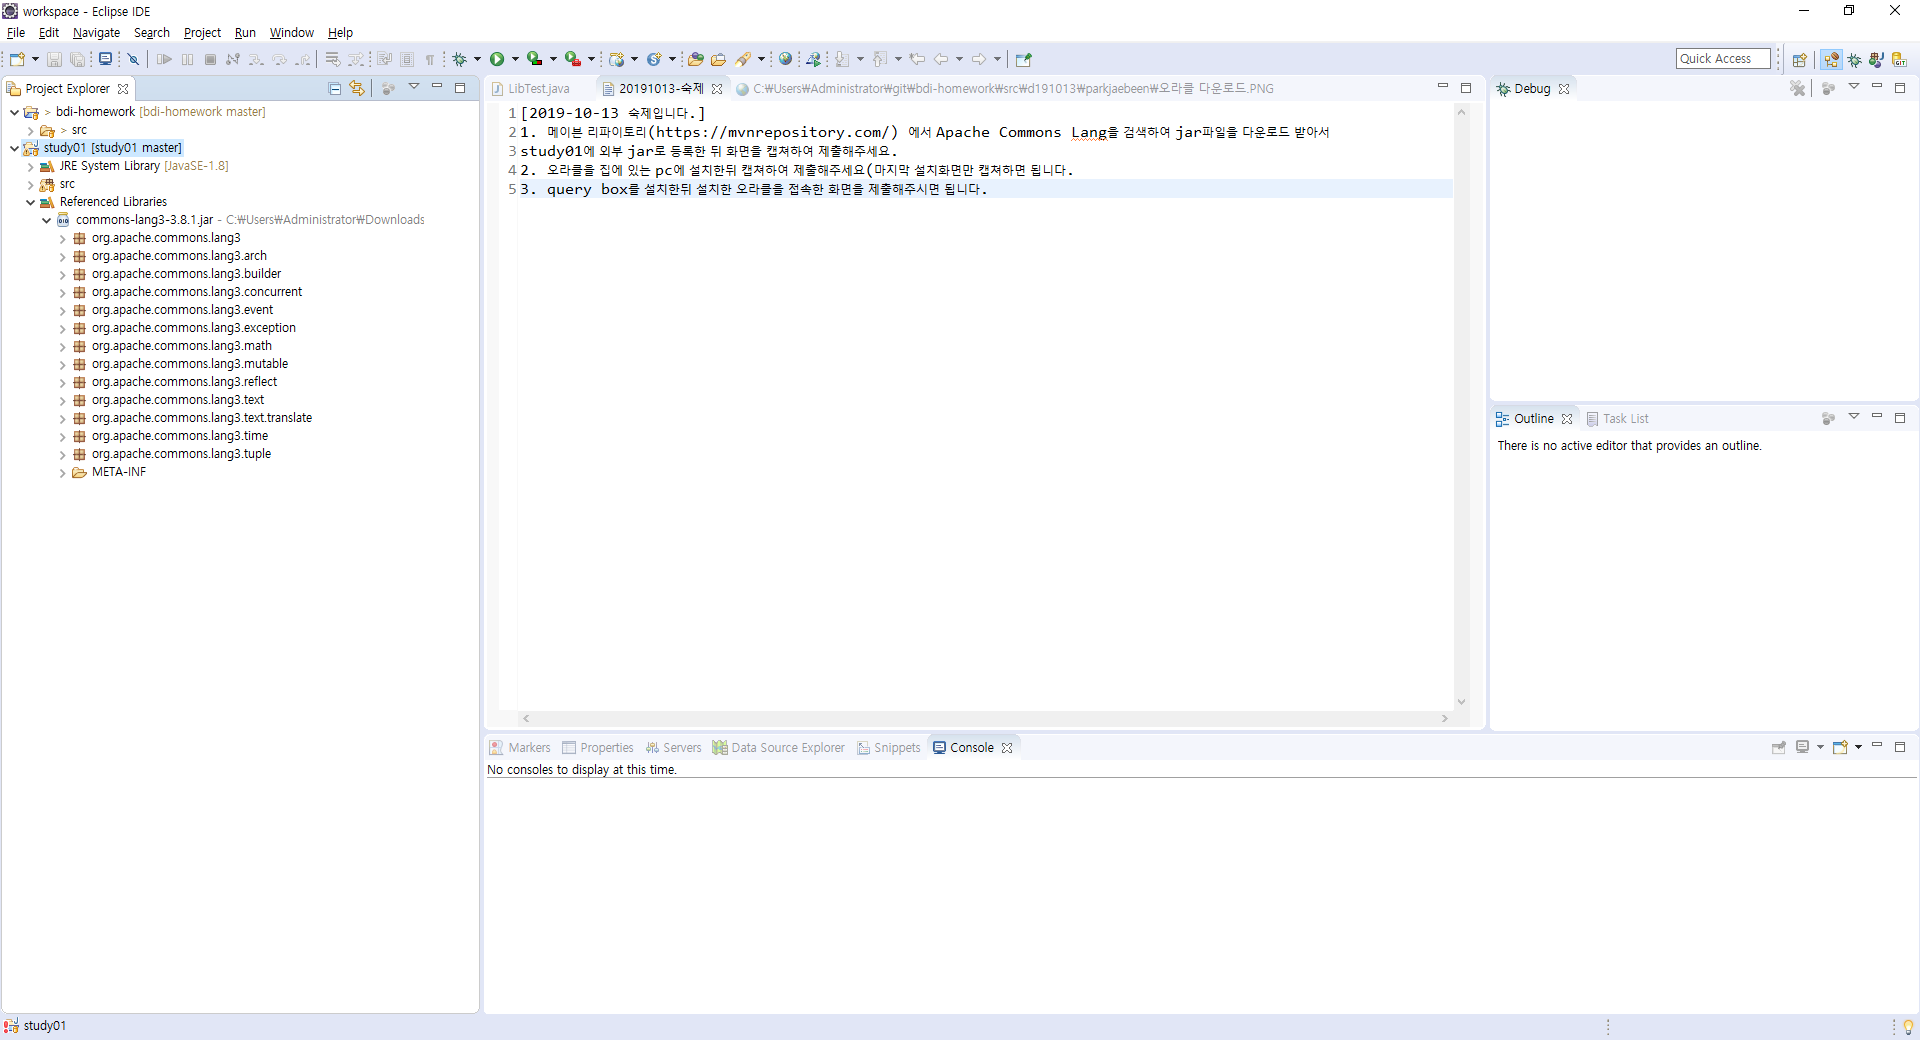 workspace - Eclipse IDE
File Edit Navigate Search Project Run Window Help
Quick Access
Project Explorer
> bdi-homework [bdi-homework master]
> src
study01 [study01 master]
JRE System Library [JavaSE-1.8]
src
Referenced Libraries
commons-lang3-3.8.1.jar - C:₩Users₩Administrator₩Downloads
org.apache.commons.lang3
org.apache.commons.lang3.arch
org.apache.commons.lang3.builder
org.apache.commons.lang3.concurrent
org.apache.commons.lang3.event
org.apache.commons.lang3.exception
org.apache.commons.lang3.math
org.apache.commons.lang3.mutable
org.apache.commons.lang3.reflect
org.apache.commons.lang3.text
org.apache.commons.lang3.text.translate
org.apache.commons.lang3.time
org.apache.commons.lang3.tuple
META-INF
LibTest.java 20191013-숙제 C:₩Users₩Administrator₩git₩bdi-homework₩src₩d191013₩parkjaebeen₩오라클 다운로드.PNG
1 [2019-10-13 숙제입니다.]
2 1. 메이븐 리파이토리(https://mvnrepository.com/) 에서 Apache Commons Lang을 검색하여 jar파일을 다운로드 받아서
3 study01에 외부 jar로 등록한 뒤 화면을 캡쳐하여 제출해주세요.
4 2. 오라클을 집에 있는 pc에 설치한뒤 캡쳐하여 제출해주세요(마지막 설치화면만 캡쳐하면 됩니다.
5 3. query box를 설치한뒤 설치한 오라클을 접속한 화면을 제출해주시면 됩니다.
Debug
Outline Task List
There is no active editor that provides an outline.
Markers Properties Servers Data Source Explorer Snippets Console
No consoles to display at this time.
study01